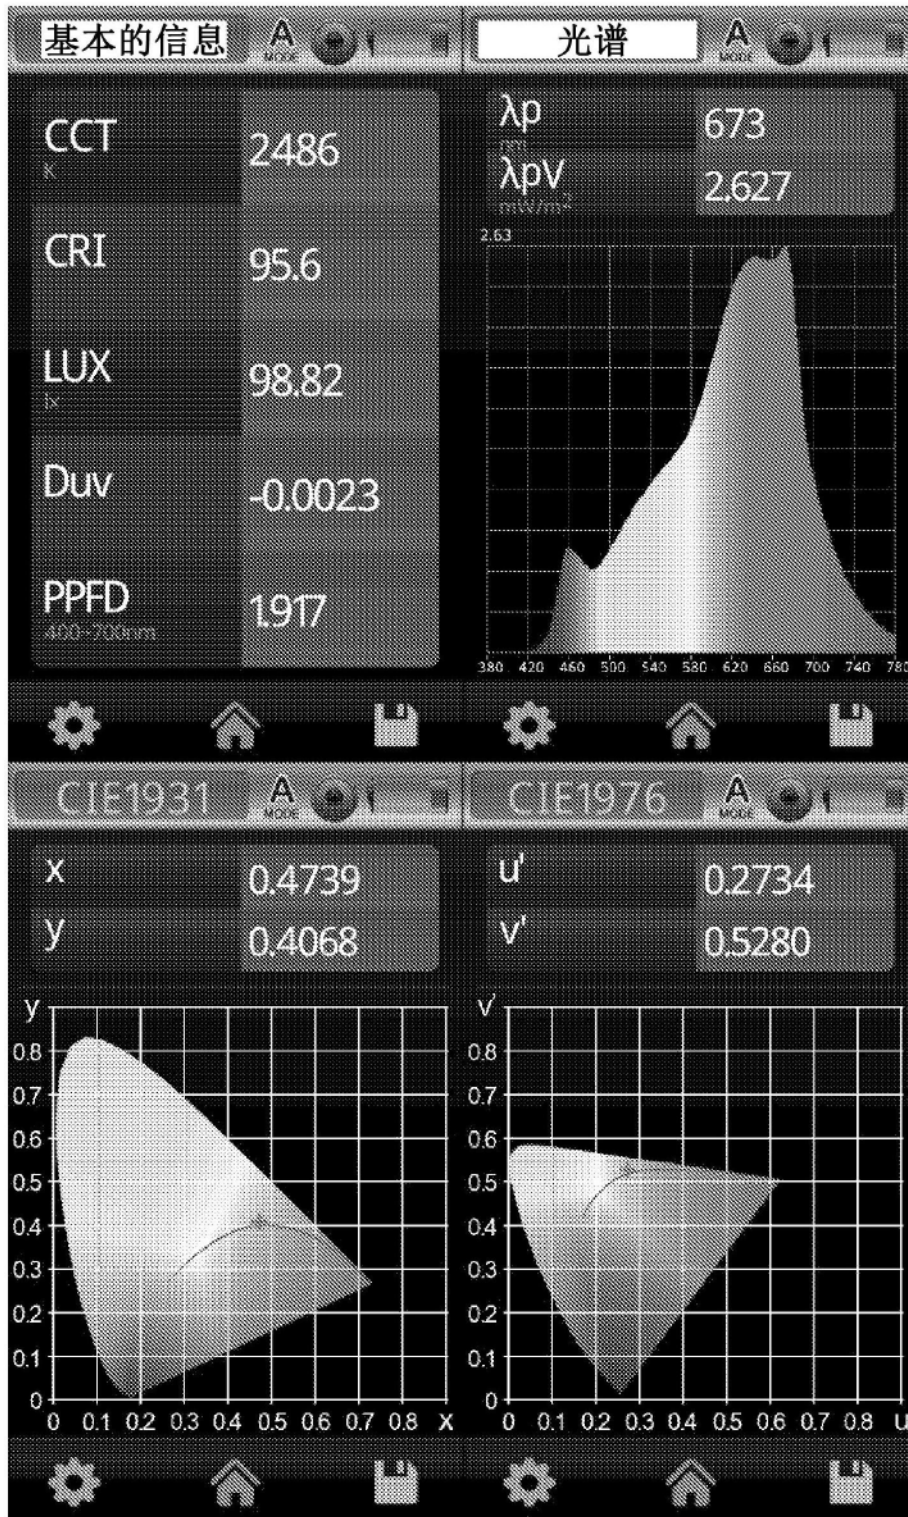 基本的信息
A
MODE
CCT
K
2486
CRI
95.6
LUX
lx
98.82
Duv
-0.0023
PPFD
400~700nm
1.917
光谱
A
MODE
λp
nm
673
λpV
mW/m²
2.627
2.63
380 420 460 500 540 580 620 660 700 740 780
CIE1931
A
MODE
x
0.4739
y
0.4068
y
0.8
0.7
0.6
0.5
0.4
0.3
0.2
0.1
0
0 0.1 0.2 0.3 0.4 0.5 0.6 0.7 0.8 x
CIE1976
A
MODE
u'
0.2734
v'
0.5280
v'
0.8
0.7
0.6
0.5
0.4
0.3
0.2
0.1
0
0 0.1 0.2 0.3 0.4 0.5 0.6 0.7 0.8 u